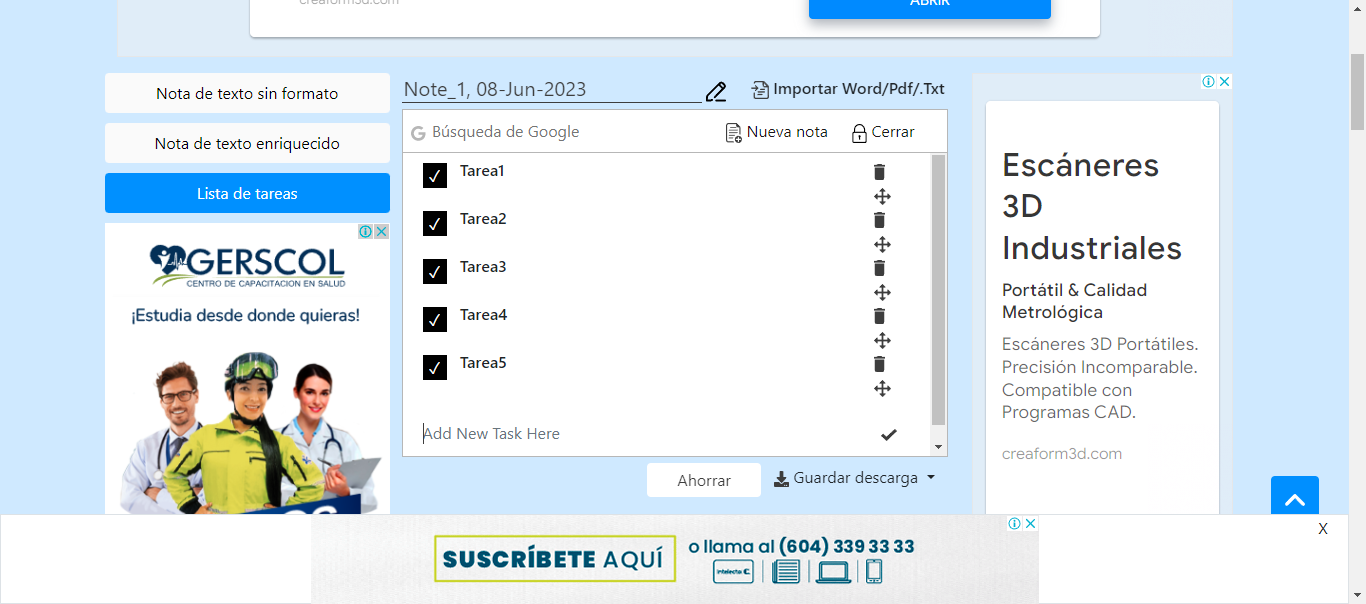 creaform3d.com
ABRIR
Nota de texto sin formato
Nota de texto enriquecido
Lista de tareas
GERSCOL
CENTRO DE CAPACITACION EN SALUD
¡Estudia desde donde quieras!
Note_1, 08-Jun-2023
Importar Word/Pdf/.Txt
Búsqueda de Google
Nueva nota
Cerrar
Tarea1
Tarea2
Tarea3
Tarea4
Tarea5
Add New Task Here
Ahorrar
Guardar descarga
Escáneres
3D
Industriales
Portátil & Calidad
Metrológica
Escáneres 3D Portátiles.
Precisión Incomparable.
Compatible con
Programas CAD.
creaform3d.com
X
SUSCRÍBETE AQUÍ
o llama al (604) 339 33 33